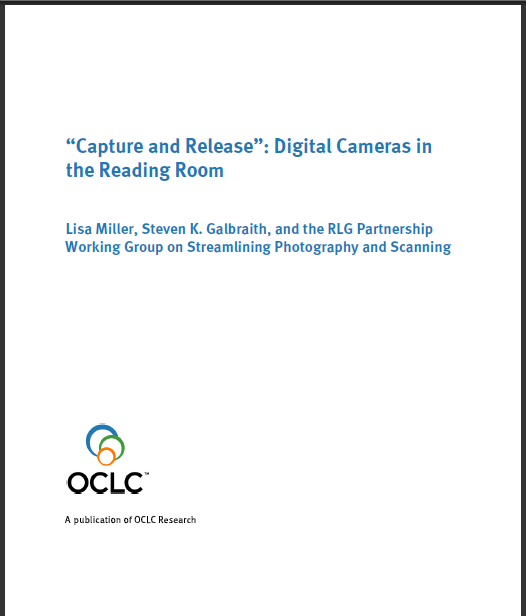 “Capture and Release”: Digital Cameras in
the Reading Room
Lisa Miller, Steven K. Galbraith, and the RLG Partnership
Working Group on Streamlining Photography and Scanning
OCLC™
A publication of OCLC Research